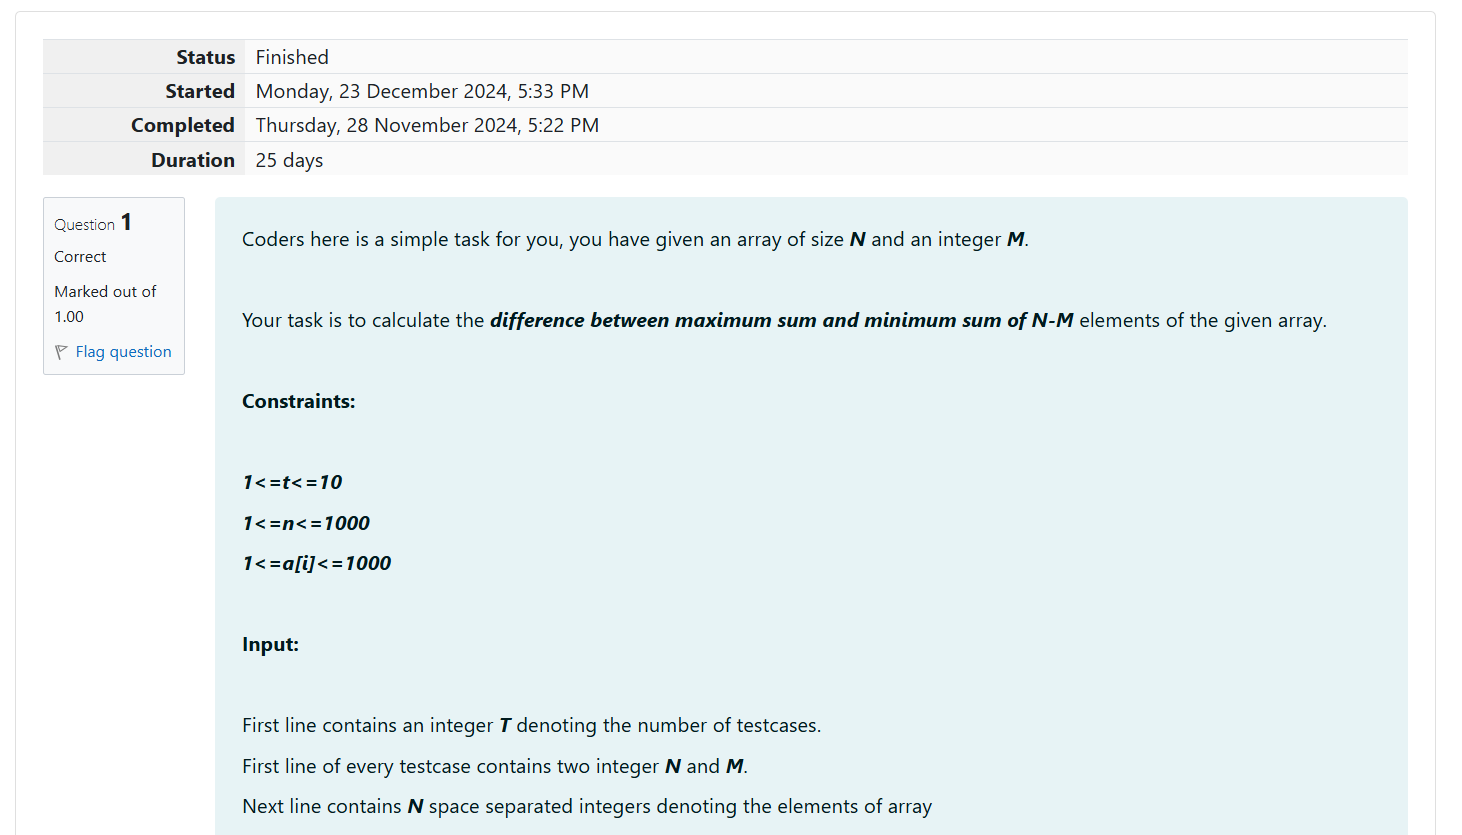 Status Finished
Started Monday, 23 December 2024, 5:33 PM
Completed Thursday, 28 November 2024, 5:22 PM
Duration 25 days
Question 1
Correct
Marked out of
1.00
Flag question
Coders here is a simple task for you, you have given an array of size N and an integer M.
Your task is to calculate the difference between maximum sum and minimum sum of N-M elements of the given array.
Constraints:
1<=t<=10
1<=n<=1000
1<=a[i]<=1000
Input:
First line contains an integer T denoting the number of testcases.
First line of every testcase contains two integer N and M.
Next line contains N space separated integers denoting the elements of array